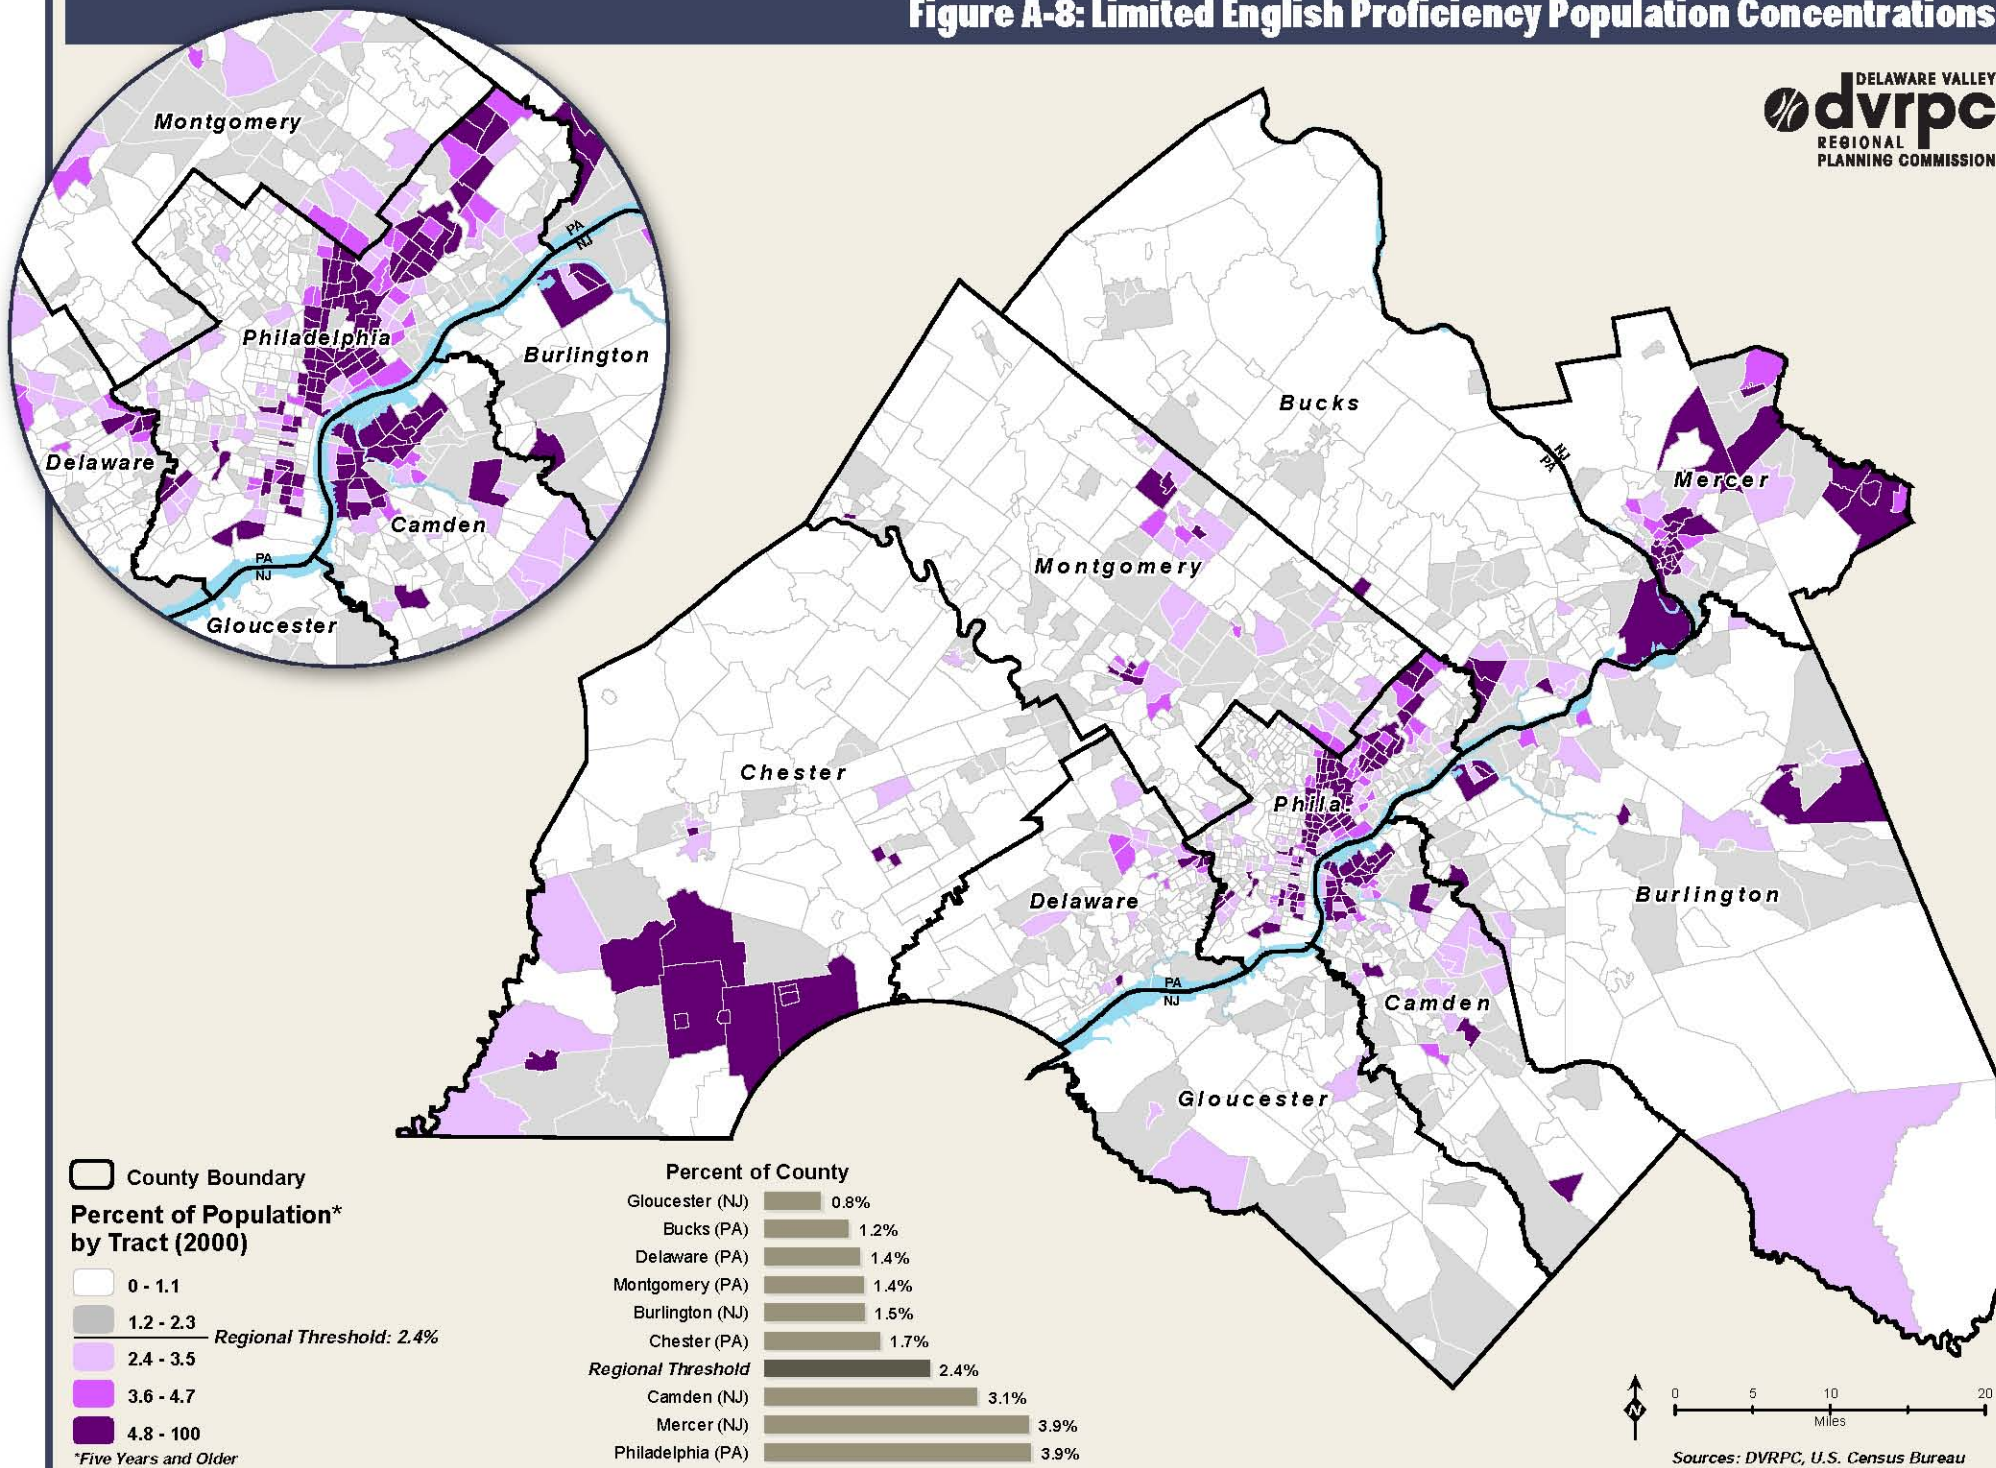 Figure A-8: Limited English Proficiency Population Concentrations
DELAWARE VALLEY
dvrpc
REGIONAL
PLANNING COMMISSION
Montgomery
PA
NJ
Philadelphia
Burlington
Delaware
Camden
PA
NJ
Gloucester
Bucks
NJ
PA
Mercer
Montgomery
Chester
Phila.
Delaware
Burlington
PA
NJ
Camden
Gloucester
County Boundary
Percent of Population*
by Tract (2000)
0 - 1.1
1.2 - 2.3
Regional Threshold: 2.4%
2.4 - 3.5
3.6 - 4.7
4.8 - 100
*Five Years and Older
Percent of County
Gloucester (NJ) 0.8%
Bucks (PA) 1.2%
Delaware (PA) 1.4%
Montgomery (PA) 1.4%
Burlington (NJ) 1.5%
Chester (PA) 1.7%
Regional Threshold 2.4%
Camden (NJ) 3.1%
Mercer (NJ) 3.9%
Philadelphia (PA) 3.9%
N
0 5 10 20
Miles
Sources: DVRPC, U.S. Census Bureau